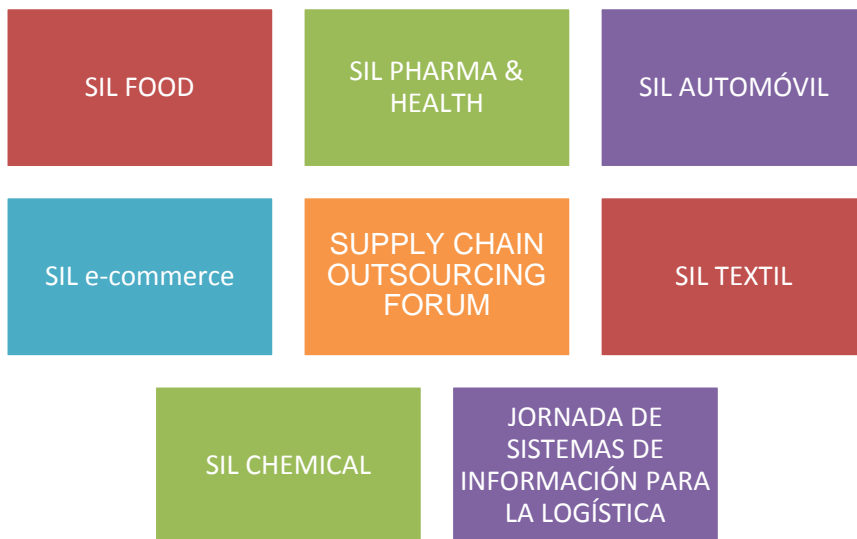 SIL FOOD
SIL PHARMA &
HEALTH
SIL AUTOMÓVIL
SIL e-commerce
SUPPLY CHAIN
OUTSOURCING
FORUM
SIL TEXTIL
SIL CHEMICAL
JORNADA DE
SISTEMAS DE
INFORMACIÓN PARA
LA LOGÍSTICA